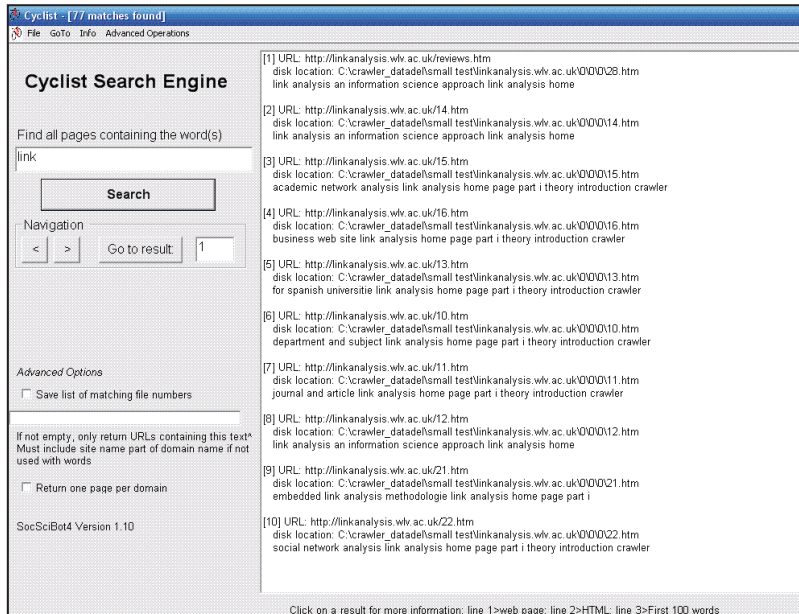 Cyclist - [77 matches found]
File GoTo Info Advanced Operations
Cyclist Search Engine
Find all pages containing the word(s)
link
Search
Navigation
< > Go to result: 1
Advanced Options
Save list of matching file numbers
If not empty, only return URLs containing this text^
Must include site name part of domain name if not
used with words
Return one page per domain
SocSciBot4 Version 1.10
[1] URL: http://linkanalysis.wlv.ac.uk/reviews.htm
disk location: C:\crawler_datadel\small test\linkanalysis.wlv.ac.uk\0\0\0\28.htm
link analysis an information science approach link analysis home
[2] URL: http://linkanalysis.wlv.ac.uk/14.htm
disk location: C:\crawler_datadel\small test\linkanalysis.wlv.ac.uk\0\0\0\14.htm
link analysis an information science approach link analysis home
[3] URL: http://linkanalysis.wlv.ac.uk/15.htm
disk location: C:\crawler_datadel\small test\linkanalysis.wlv.ac.uk\0\0\0\15.htm
academic network analysis link analysis home page part i theory introduction crawler
[4] URL: http://linkanalysis.wlv.ac.uk/16.htm
disk location: C:\crawler_datadel\small test\linkanalysis.wlv.ac.uk\0\0\0\16.htm
business web site link analysis home page part i theory introduction crawler
[5] URL: http://linkanalysis.wlv.ac.uk/13.htm
disk location: C:\crawler_datadel\small test\linkanalysis.wlv.ac.uk\0\0\0\13.htm
for spanish universitie link analysis home page part i theory introduction crawler
[6] URL: http://linkanalysis.wlv.ac.uk/10.htm
disk location: C:\crawler_datadel\small test\linkanalysis.wlv.ac.uk\0\0\0\10.htm
department and subject link analysis home page part i theory introduction crawler
[7] URL: http://linkanalysis.wlv.ac.uk/11.htm
disk location: C:\crawler_datadel\small test\linkanalysis.wlv.ac.uk\0\0\0\11.htm
journal and article link analysis home page part i theory introduction crawler
[8] URL: http://linkanalysis.wlv.ac.uk/12.htm
disk location: C:\crawler_datadel\small test\linkanalysis.wlv.ac.uk\0\0\0\12.htm
link analysis an information science approach link analysis home
[9] URL: http://linkanalysis.wlv.ac.uk/21.htm
disk location: C:\crawler_datadel\small test\linkanalysis.wlv.ac.uk\0\0\0\21.htm
embedded link analysis methodologie link analysis home page part i
[10] URL: http://linkanalysis.wlv.ac.uk/22.htm
disk location: C:\crawler_datadel\small test\linkanalysis.wlv.ac.uk\0\0\0\22.htm
social network analysis link analysis home page part i theory introduction crawler
Click on a result for more information: line 1>web page; line 2>HTML; line 3>First 100 words